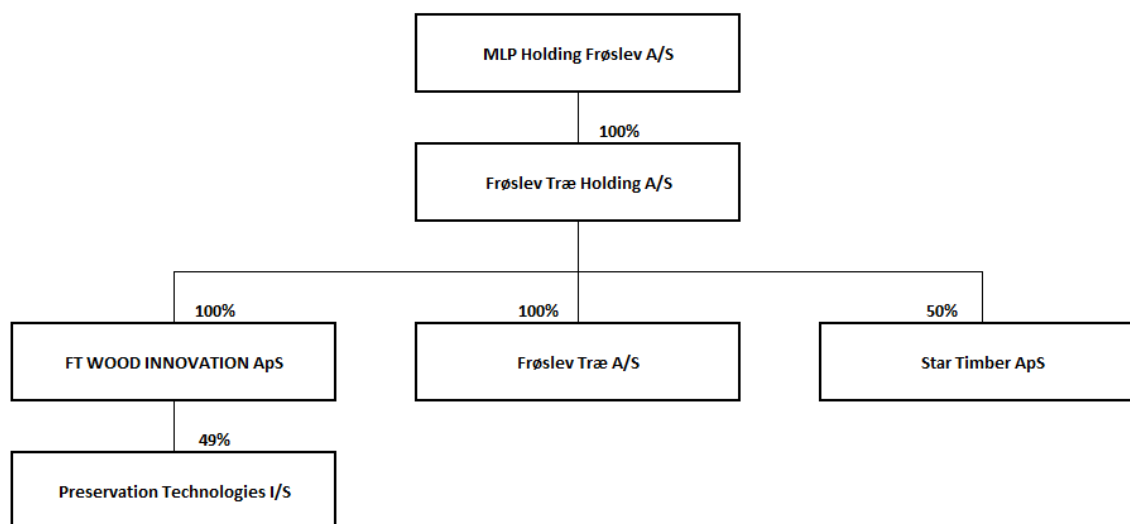 MLP Holding Frøslev A/S
100%
Frøslev Træ Holding A/S
100%
100%
50%
FT WOOD INNOVATION ApS
Frøslev Træ A/S
Star Timber ApS
49%
Preservation Technologies I/S